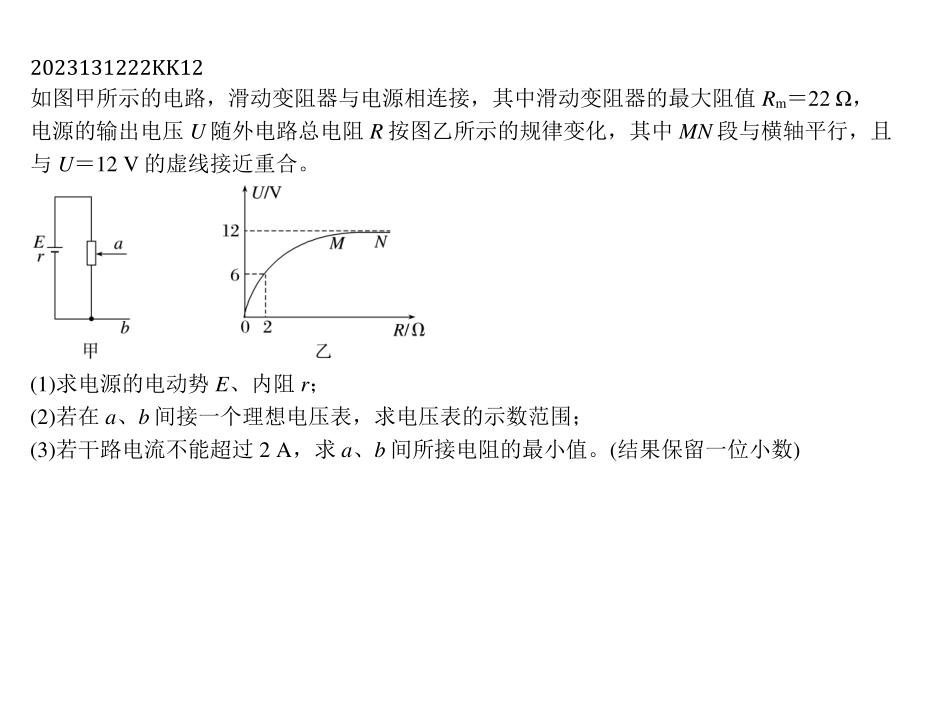 2023131222KK12
如图甲所示的电路，滑动变阻器与电源相连接，其中滑动变阻器的最大阻值 Rm＝22 Ω，
电源的输出电压 U 随外电路总电阻 R 按图乙所示的规律变化，其中 MN 段与横轴平行，且
与 U＝12 V 的虚线接近重合。
U/V
12
E
r
a
M
N
6
b
0 2
R/Ω
甲
乙
(1)求电源的电动势 E、内阻 r；
(2)若在 a、b 间接一个理想电压表，求电压表的示数范围；
(3)若干路电流不能超过 2 A，求 a、b 间所接电阻的最小值。(结果保留一位小数)